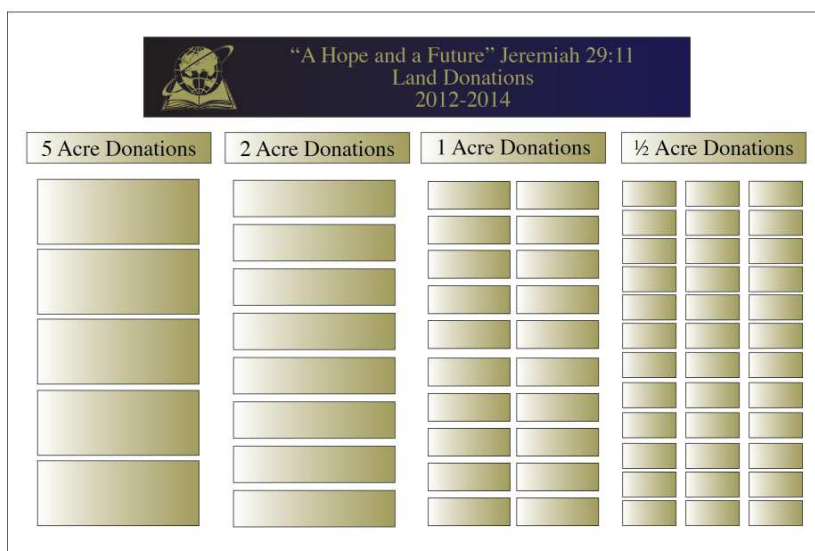 “A Hope and a Future” Jeremiah 29:11
Land Donations
2012-2014
5 Acre Donations
2 Acre Donations
1 Acre Donations
½ Acre Donations